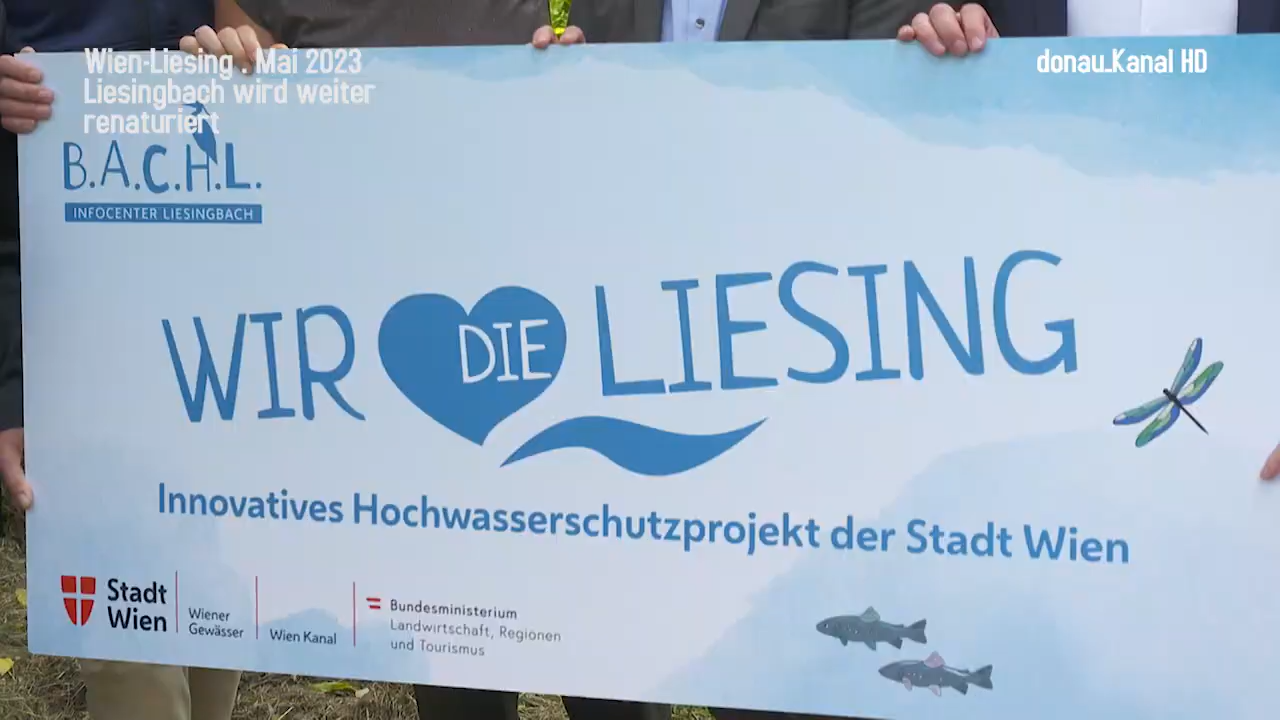 Wien-Liesing . Mai 2023
Liesingbach wird weiter
renaturiert
donau_Kanal HD
B.A.C.H.L.
INFOCENTER LIESINGBACH
WIR DIE LIESING
Innovatives Hochwasserschutzprojekt der Stadt Wien
Stadt
Wien
Wiener
Gewässer
Wien Kanal
Bundesministerium
Landwirtschaft, Regionen
und Tourismus